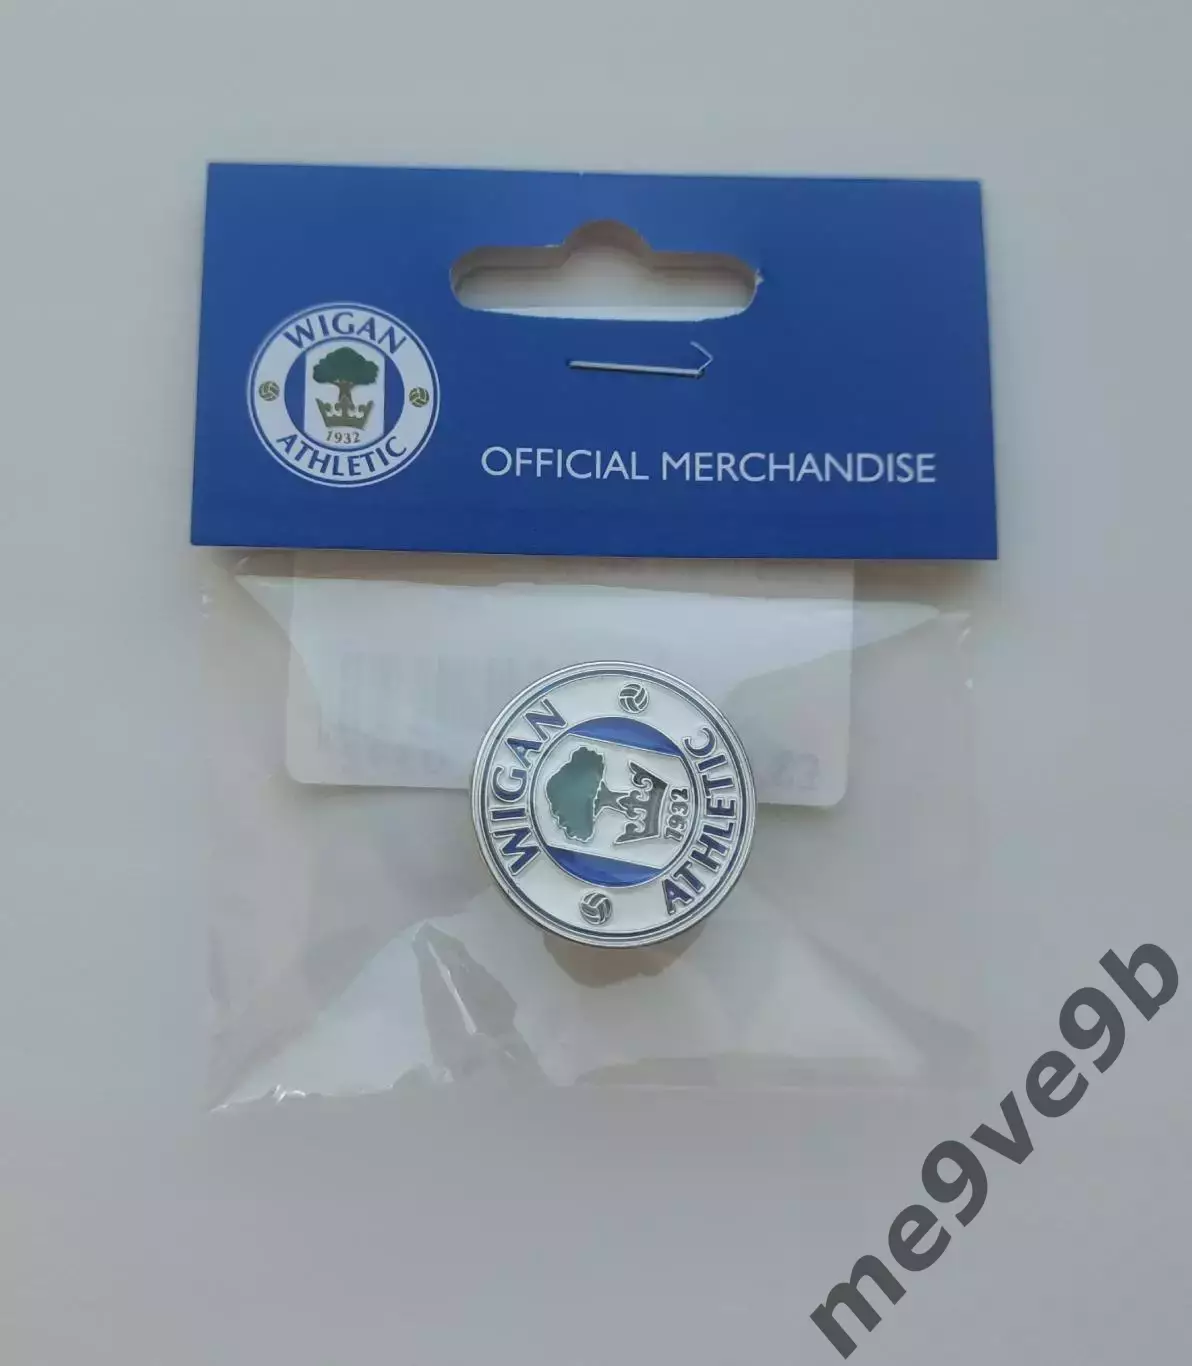 WIGAN
1932
ATHLETIC
OFFICIAL MERCHANDISE
WIGAN
1932
ATHLETIC
me9ve9b